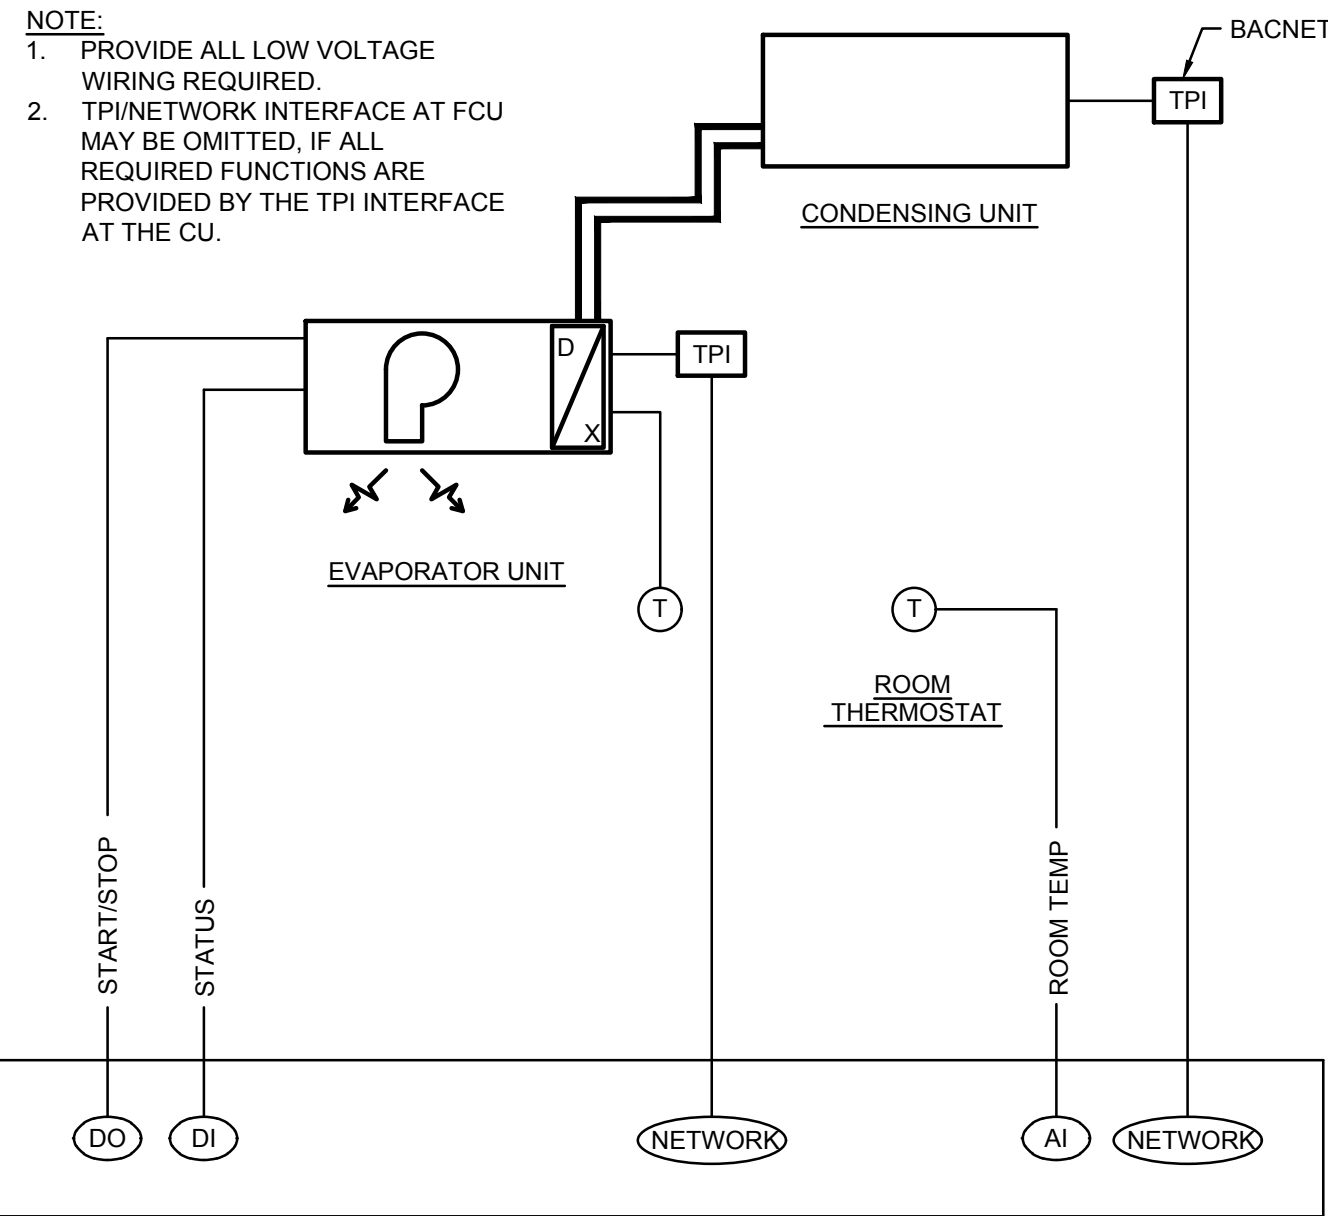 NOTE:
1. PROVIDE ALL LOW VOLTAGE
WIRING REQUIRED.
2. TPI/NETWORK INTERFACE AT FCU
MAY BE OMITTED, IF ALL
REQUIRED FUNCTIONS ARE
PROVIDED BY THE TPI INTERFACE
AT THE CU.
BACNET
TPI
CONDENSING UNIT
D
X
TPI
EVAPORATOR UNIT
T
T
ROOM
THERMOSTAT
START/STOP
STATUS
ROOM TEMP
DO
DI
NETWORK
AI
NETWORK